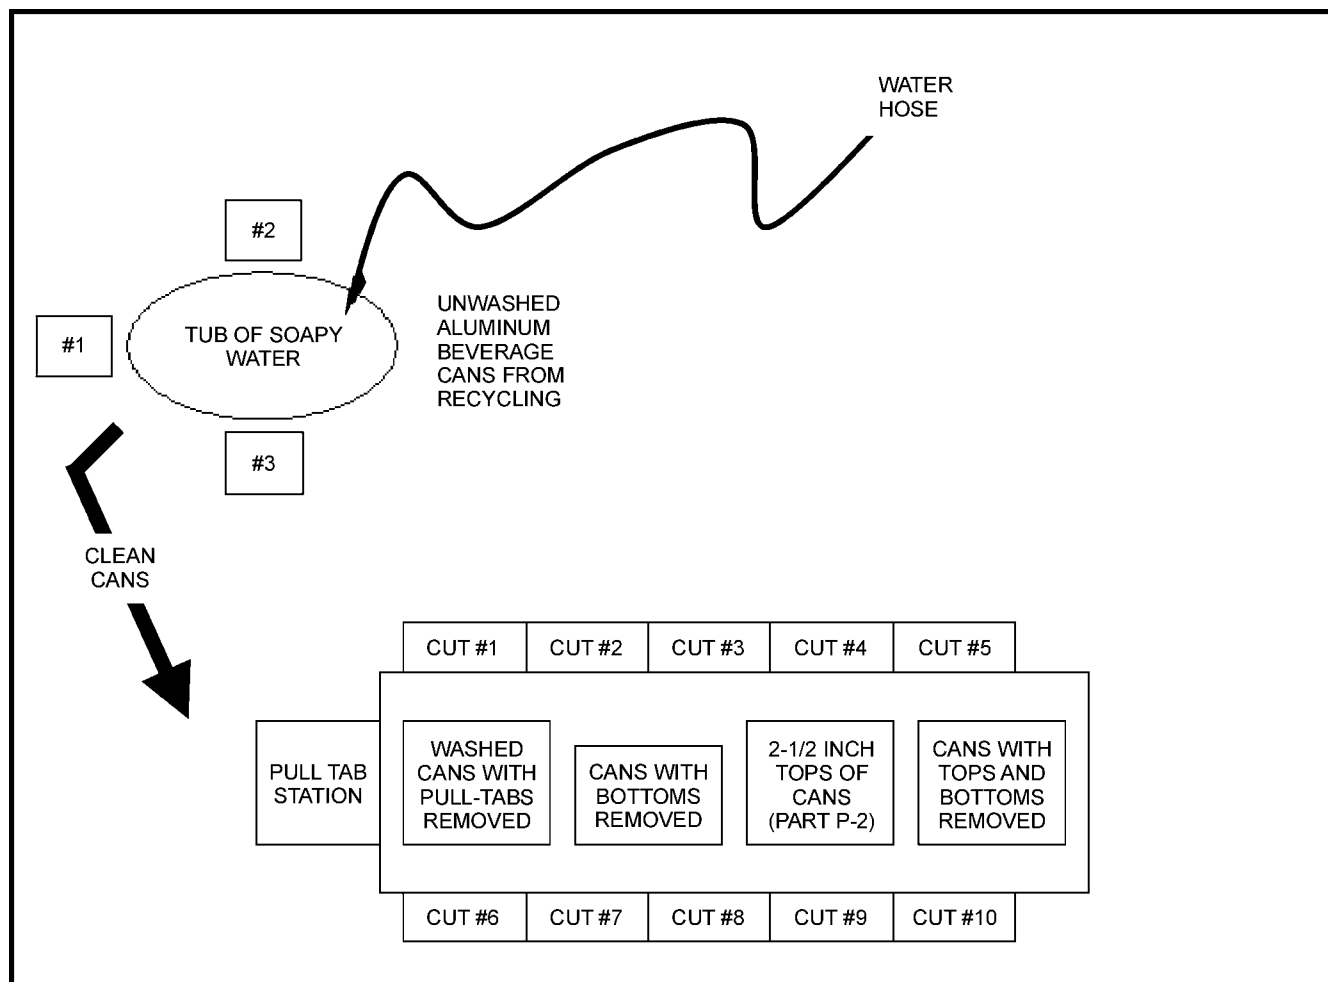 WATER
HOSE
#2
#1
TUB OF SOAPY
WATER
UNWASHED
ALUMINUM
BEVERAGE
CANS FROM
RECYCLING
#3
CLEAN
CANS
CUT #1
CUT #2
CUT #3
CUT #4
CUT #5
PULL TAB
STATION
WASHED
CANS WITH
PULL-TABS
REMOVED
CANS WITH
BOTTOMS
REMOVED
2-1/2 INCH
TOPS OF
CANS
(PART P-2)
CANS WITH
TOPS AND
BOTTOMS
REMOVED
CUT #6
CUT #7
CUT #8
CUT #9
CUT #10